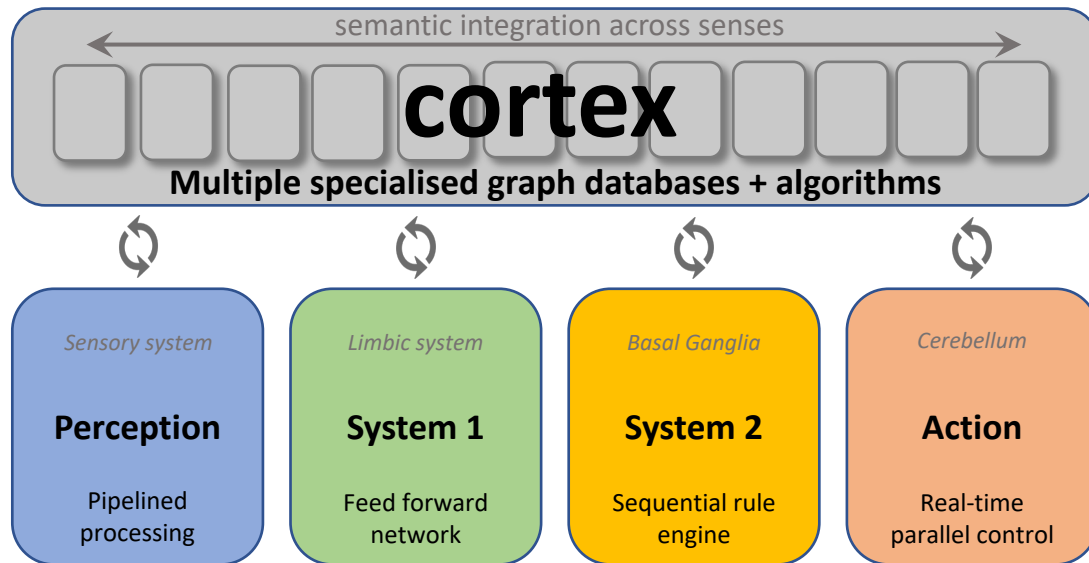 semantic integration across senses
cortex
Multiple specialised graph databases + algorithms
Sensory system
Perception
Pipelined
processing
Limbic system
System 1
Feed forward
network
Basal Ganglia
System 2
Sequential rule
engine
Cerebellum
Action
Real-time
parallel control